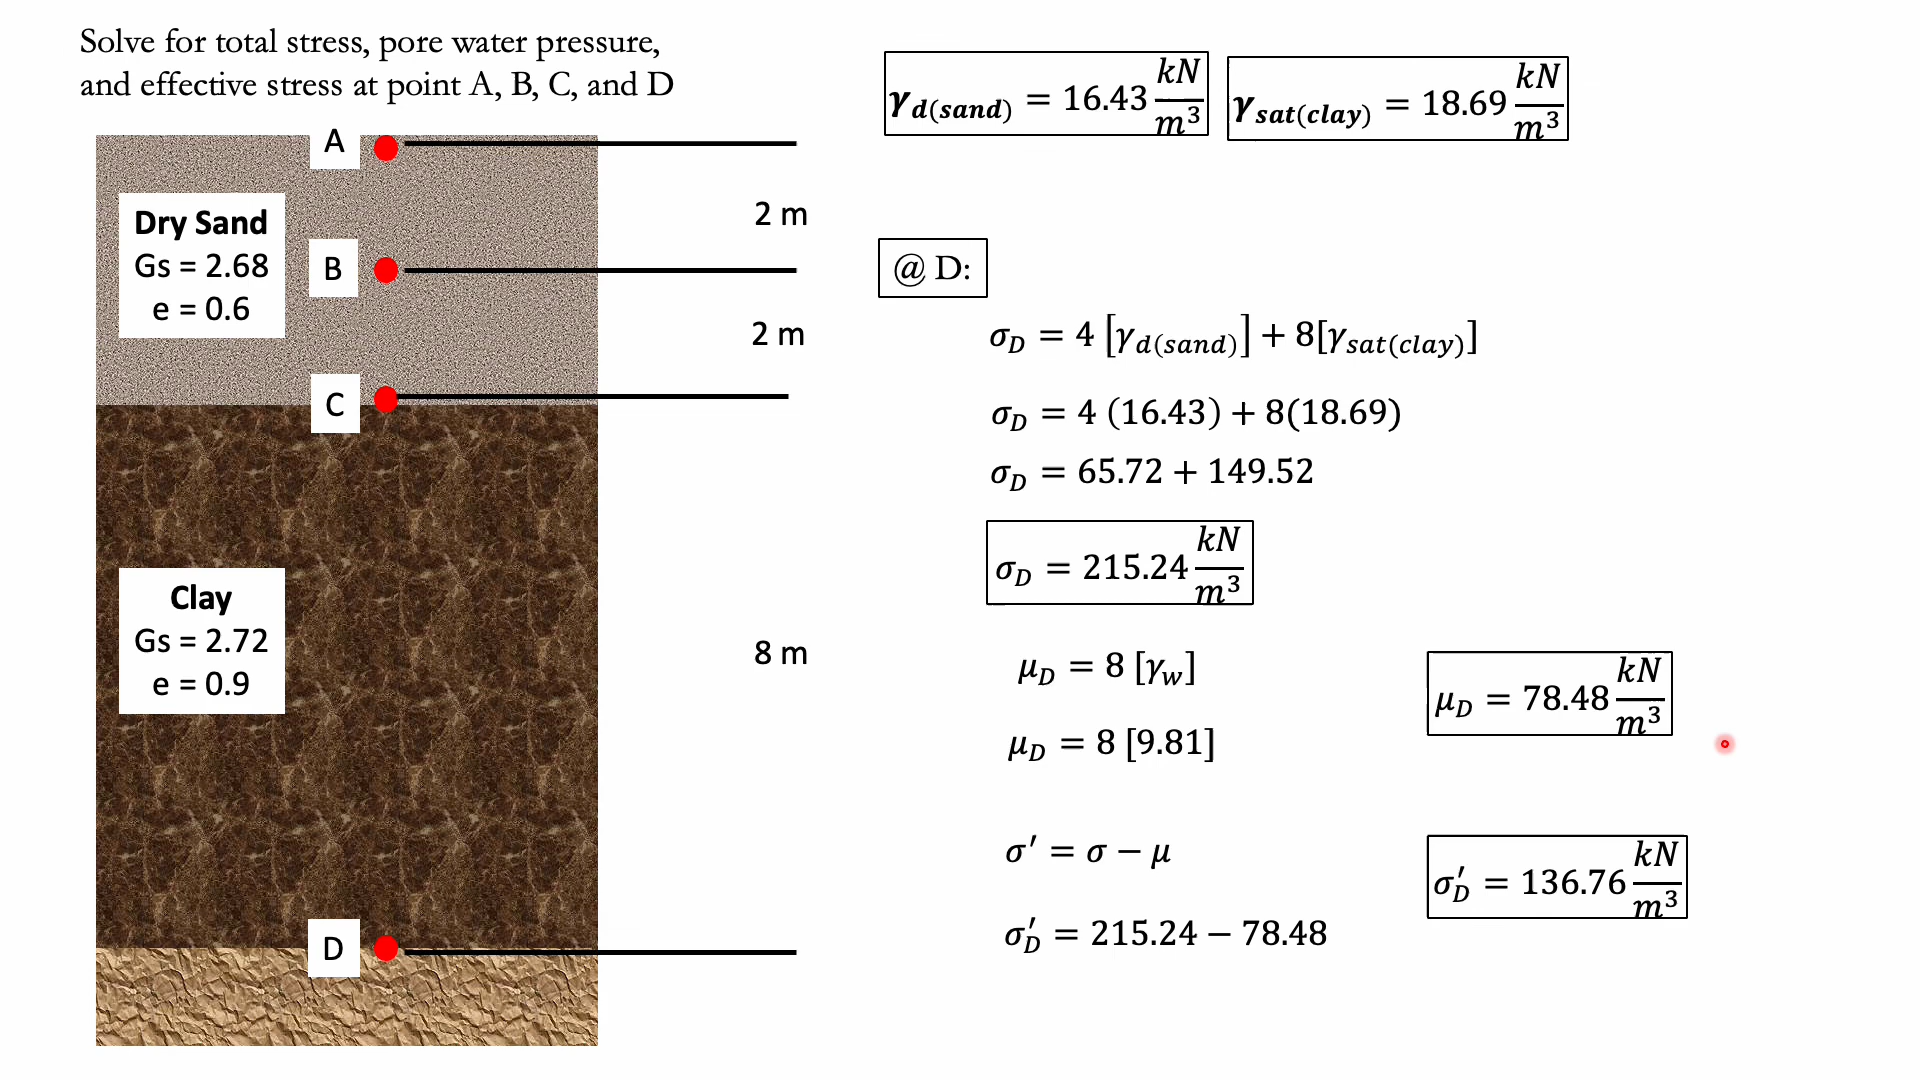 Solve for total stress, pore water pressure,
and effective stress at point A, B, C, and D
A
Dry Sand
Gs = 2.68
e = 0.6
B
C
Clay
Gs = 2.72
e = 0.9
D
2 m
2 m
8 m
γd(sand) = 16.43 kN/m³
γsat(clay) = 18.69 kN/m³
@ D:
σD = 4 [γd(sand)] + 8[γsat(clay)]
σD = 4 (16.43) + 8(18.69)
σD = 65.72 + 149.52
σD = 215.24 kN/m³
μD = 8 [γw]
μD = 8 [9.81]
μD = 78.48 kN/m³
σ′ = σ − μ
σ′D = 215.24 − 78.48
σ′D = 136.76 kN/m³